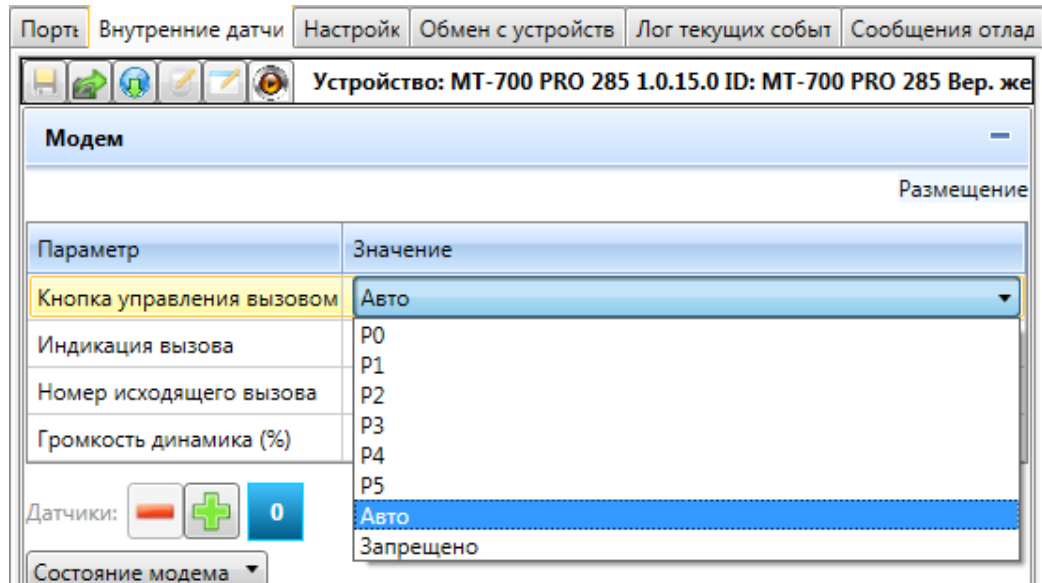 Порть Внутренние датчи Настройк Обмен с устройств Лог текущих событ Сообщения отлад
Устройство: МТ-700 PRO 285 1.0.15.0 ID: МТ-700 PRO 285 Вер. же
Модем
Размещение
Параметр Значение
Кнопка управления вызовом Авто
P0
Индикация вызова
P1
Номер исходящего вызова
P2
P3
Громкость динамика (%)
P4
P5
Датчики: 0
Авто
Запрещено
Состояние модема